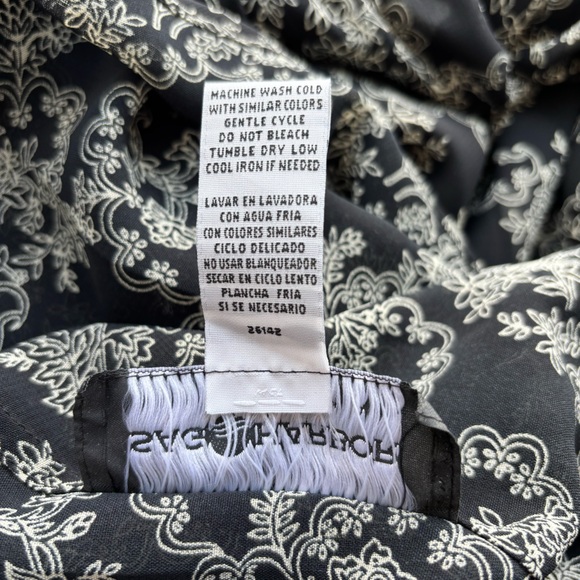 MACHINE WASH COLD
WITH SIMILAR COLORS
GENTLE CYCLE
DO NOT BLEACH
TUMBLE DRY LOW
COOL IRON IF NEEDED
LAVAR EN LAVADORA
CON AGUA FRIA
CON COLORES SIMILARES
CICLO DELICADO
NO USAR BLANQUEADOR
SECAR EN CICLO LENTO
PLANCHA FRIA
SI SE NECESARIO
26142
SAG HARBOR